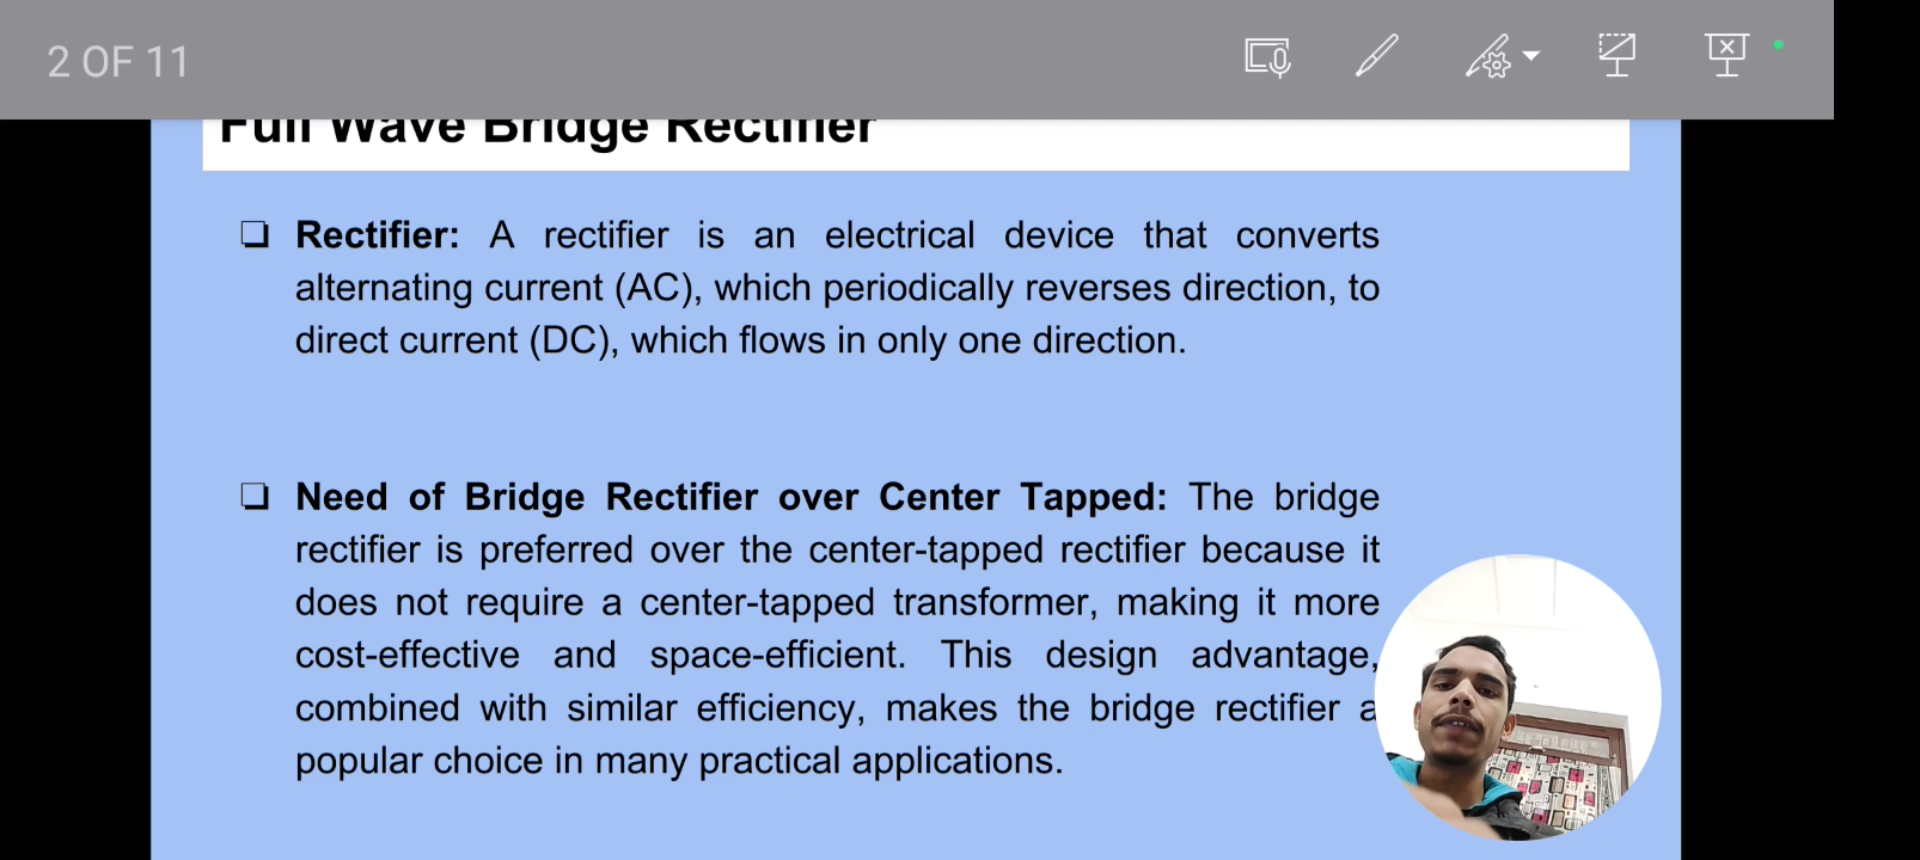 2 OF 11
Full Wave Bridge Rectifier
❏ Rectifier: A rectifier is an electrical device that converts
alternating current (AC), which periodically reverses direction, to
direct current (DC), which flows in only one direction.
❏ Need of Bridge Rectifier over Center Tapped: The bridge
rectifier is preferred over the center-tapped rectifier because it
does not require a center-tapped transformer, making it more
cost-effective and space-efficient. This design advantage,
combined with similar efficiency, makes the bridge rectifier a
popular choice in many practical applications.